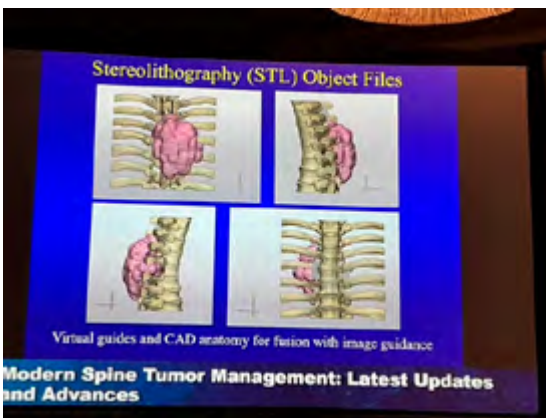 Stereolithography (STL) Object Files
Virtual guides and CAD anatomy for fusion with image guidance
Modern Spine Tumor Management: Latest Updates
and Advances